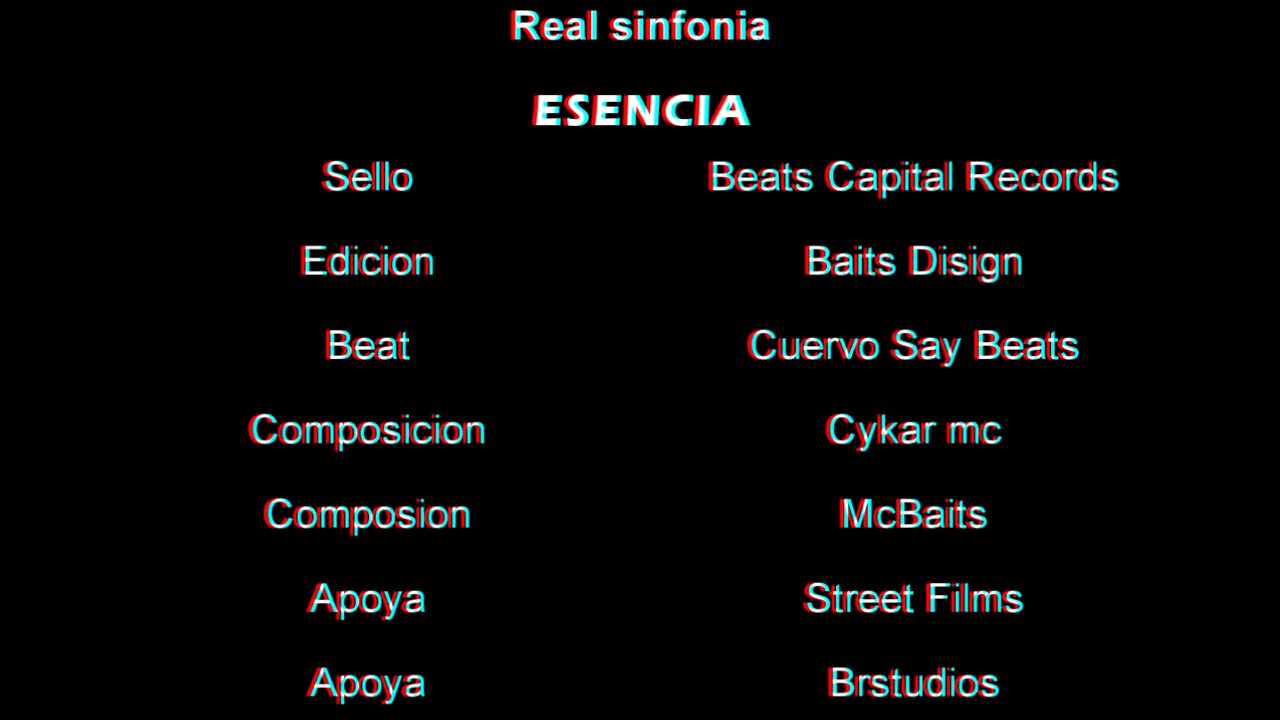 Real sinfonia
ESENCIA
Sello Beats Capital Records
Edicion Baits Disign
Beat Cuervo Say Beats
Composicion Cykar mc
Composion McBaits
Apoya Street Films
Apoya Brstudios